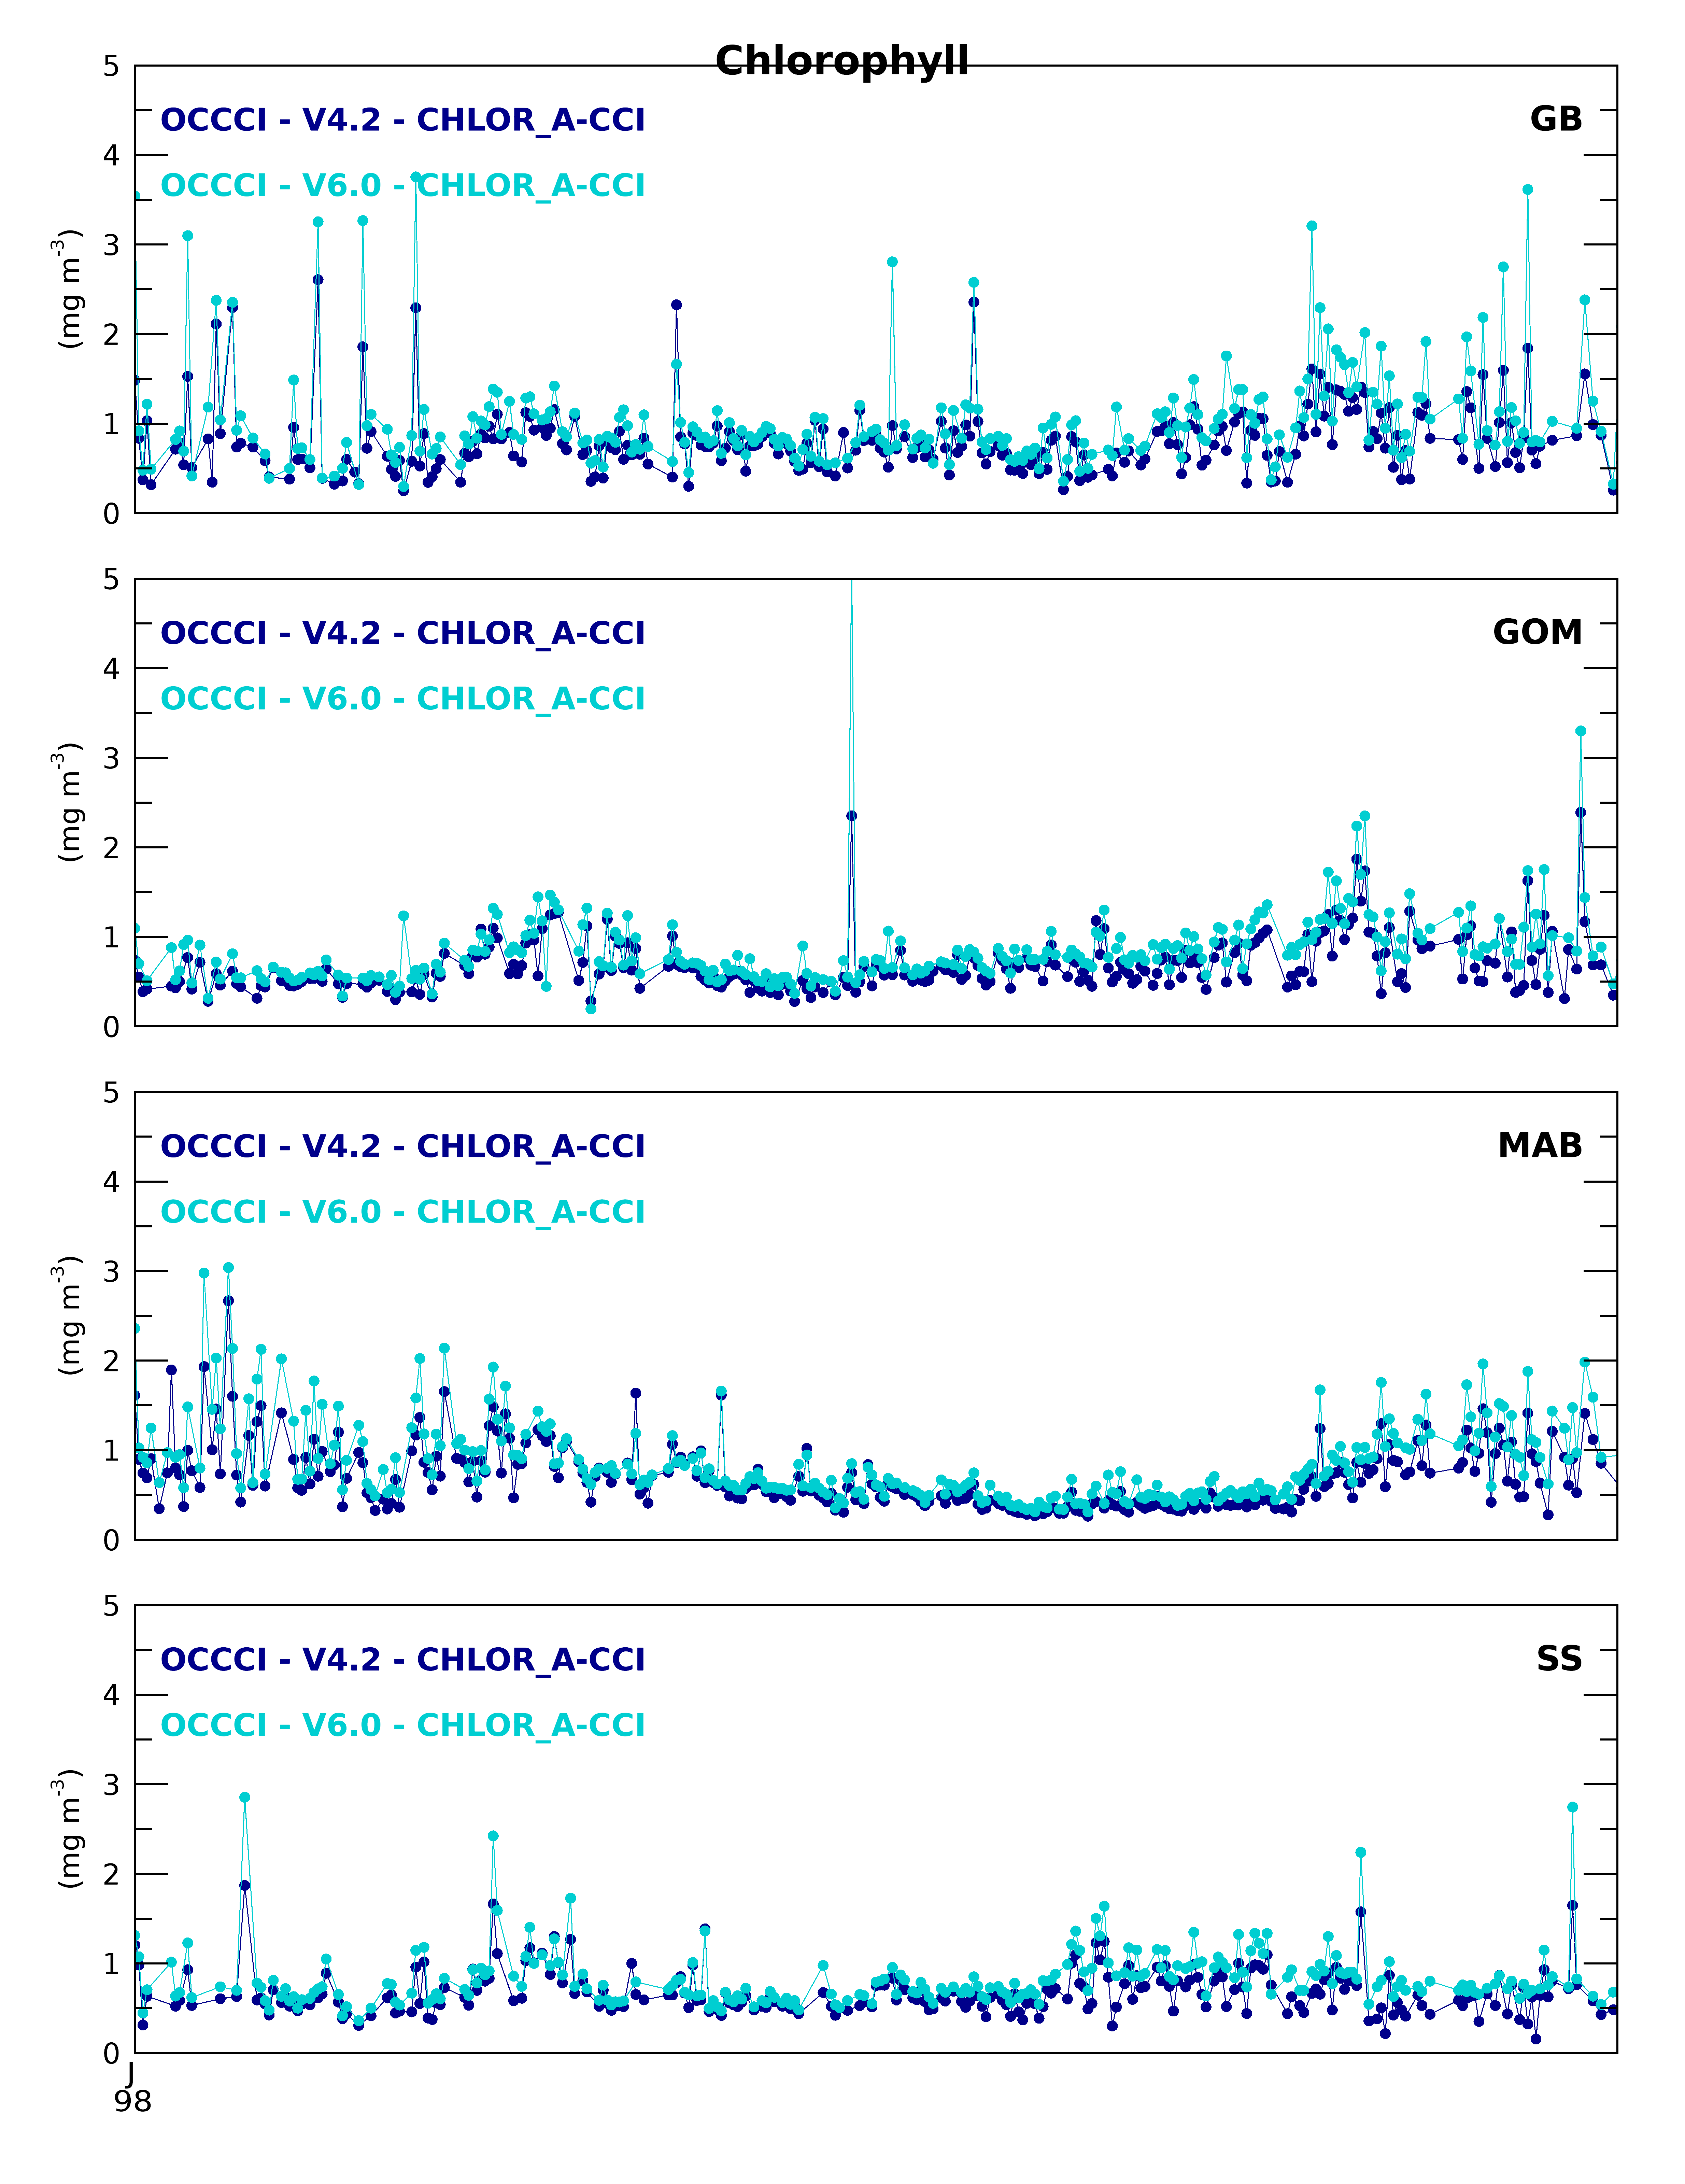 Chlorophyll
5
OCCCI - V4.2 - CHLOR_A-CCI
GB
4
OCCCI - V6.0 - CHLOR_A-CCI
3
(mg m-3)
2
1
0
5
OCCCI - V4.2 - CHLOR_A-CCI
GOM
4
OCCCI - V6.0 - CHLOR_A-CCI
3
(mg m-3)
2
1
0
5
OCCCI - V4.2 - CHLOR_A-CCI
MAB
4
OCCCI - V6.0 - CHLOR_A-CCI
3
(mg m-3)
2
1
0
5
OCCCI - V4.2 - CHLOR_A-CCI
SS
4
OCCCI - V6.0 - CHLOR_A-CCI
3
(mg m-3)
2
1
0
J
98